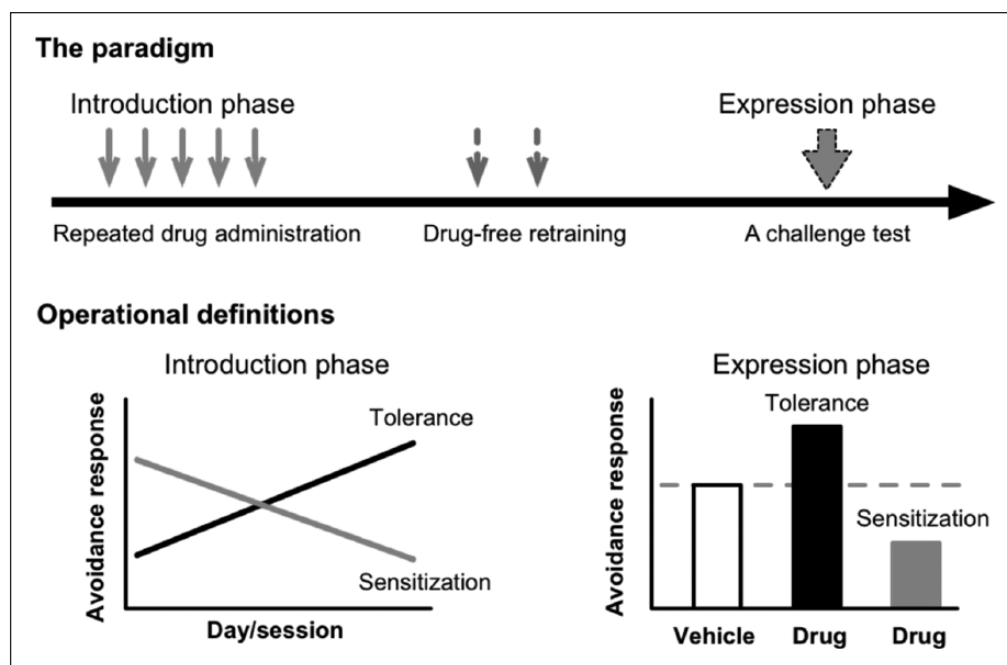 The paradigm
Introduction phase
Expression phase
Repeated drug administration
Drug-free retraining
A challenge test
Operational definitions
Introduction phase
Avoidance response
Tolerance
Sensitization
Day/session
Expression phase
Avoidance response
Tolerance
Sensitization
Vehicle
Drug
Drug